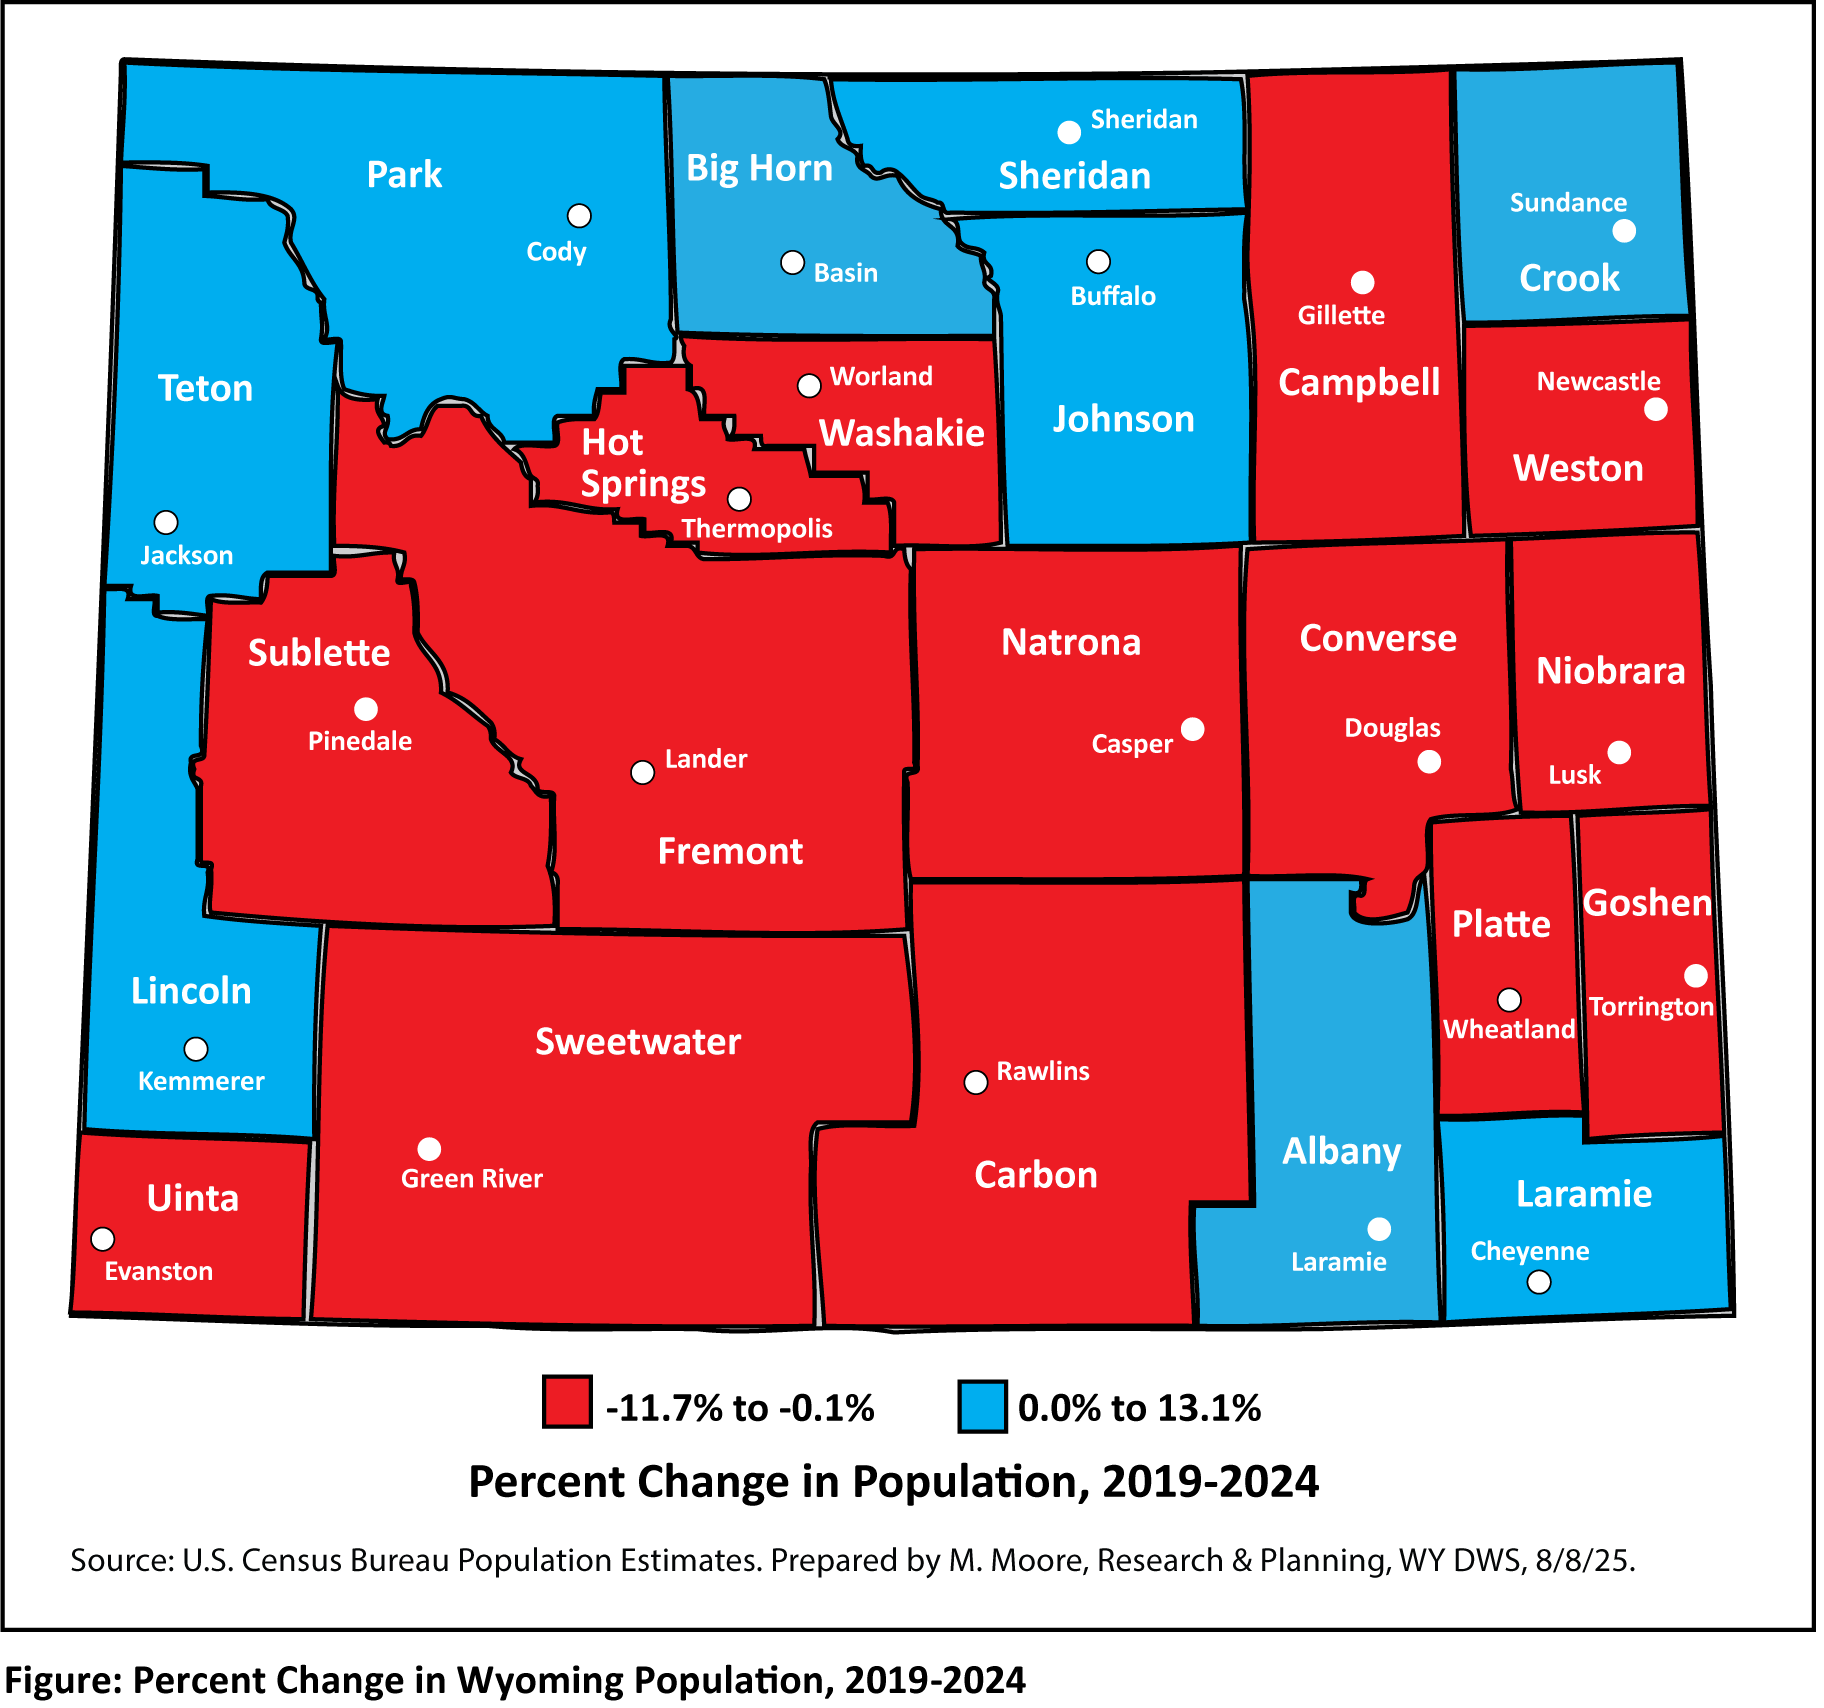 Sheridan
Park
Big Horn
Sheridan
Sundance
Cody
Basin
Buffalo
Crook
Gillette
Teton
Worland
Campbell
Newcastle
Washakie
Johnson
Hot
Springs
Weston
Jackson
Thermopolis
Sublette
Natrona
Converse
Niobrara
Pinedale
Lander
Casper
Douglas
Lusk
Fremont
Platte
Goshen
Lincoln
Torrington
Wheatland
Sweetwater
Kemmerer
Rawlins
Green River
Carbon
Albany
Uinta
Laramie
Evanston
Laramie
Cheyenne
-11.7% to -0.1%
0.0% to 13.1%
Percent Change in Population, 2019-2024
Source: U.S. Census Bureau Population Estimates. Prepared by M. Moore, Research & Planning, WY DWS, 8/8/25.
Figure: Percent Change in Wyoming Population, 2019-2024